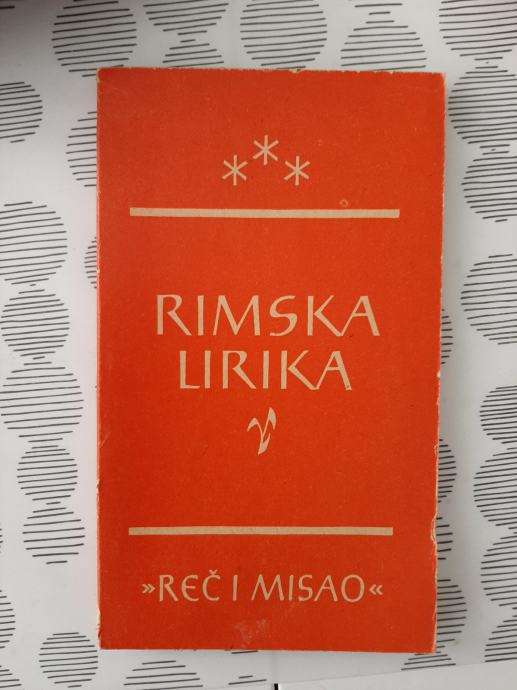 ***
RIMSKA
LIRIKA
»REČ I MISAO«